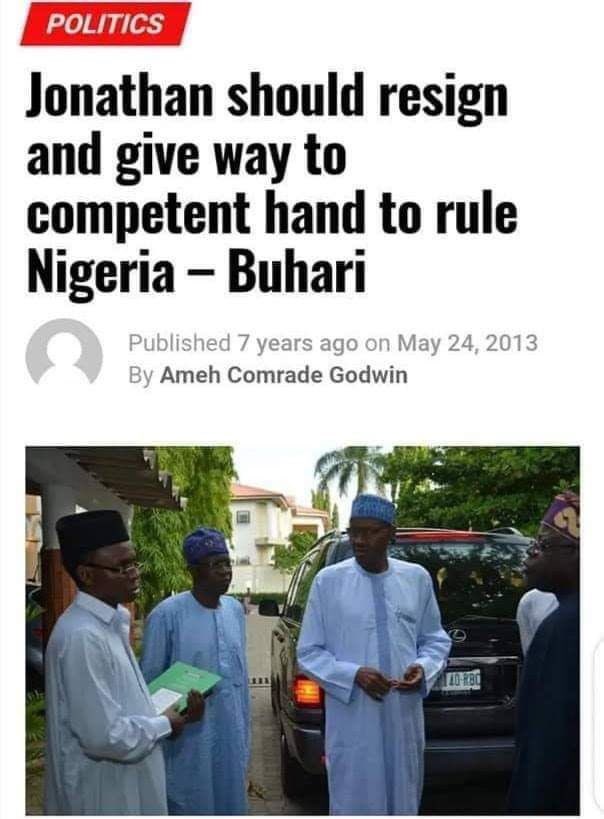 POLITICS
Jonathan should resign
and give way to
competent hand to rule
Nigeria – Buhari
Published 7 years ago on May 24, 2013
By Ameh Comrade Godwin